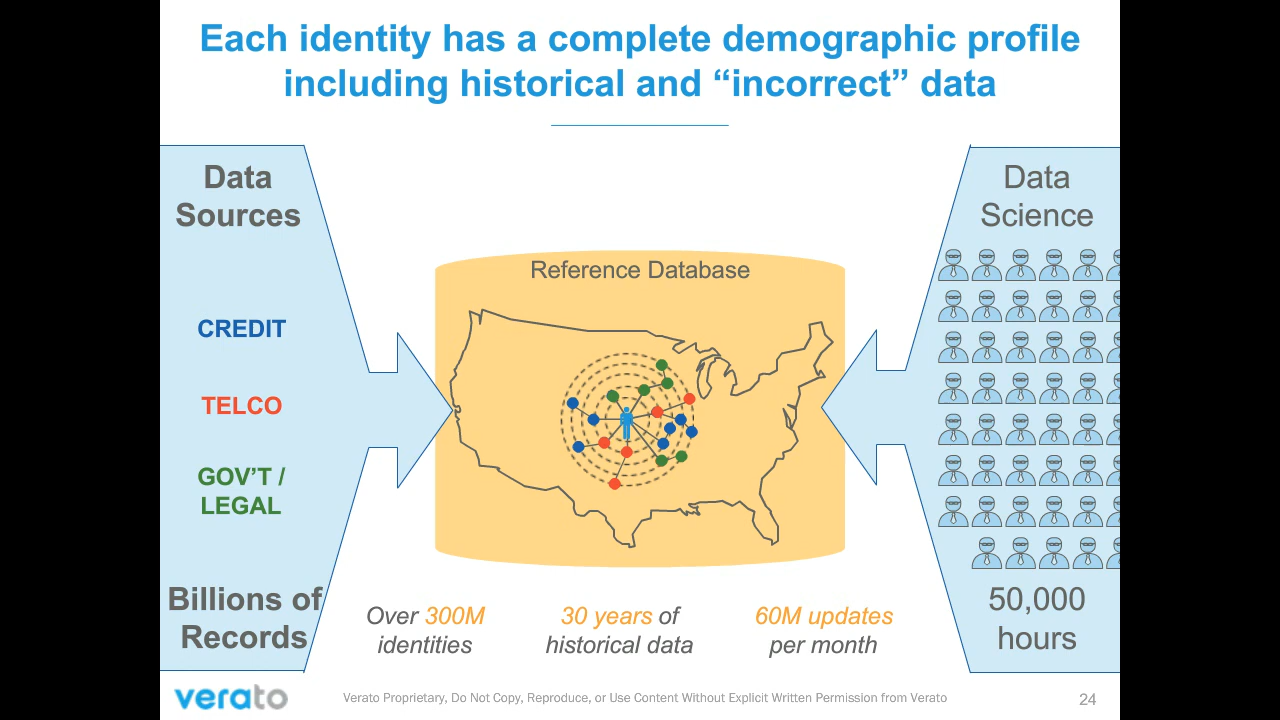 Each identity has a complete demographic profile
including historical and “incorrect” data
Data
Sources
CREDIT
TELCO
GOV’T /
LEGAL
Billions of
Records
Reference Database
Over 300M
identities
30 years of
historical data
60M updates
per month
Data
Science
50,000
hours
verato
Verato Proprietary, Do Not Copy, Reproduce, or Use Content Without Explicit Written Permission from Verato
24